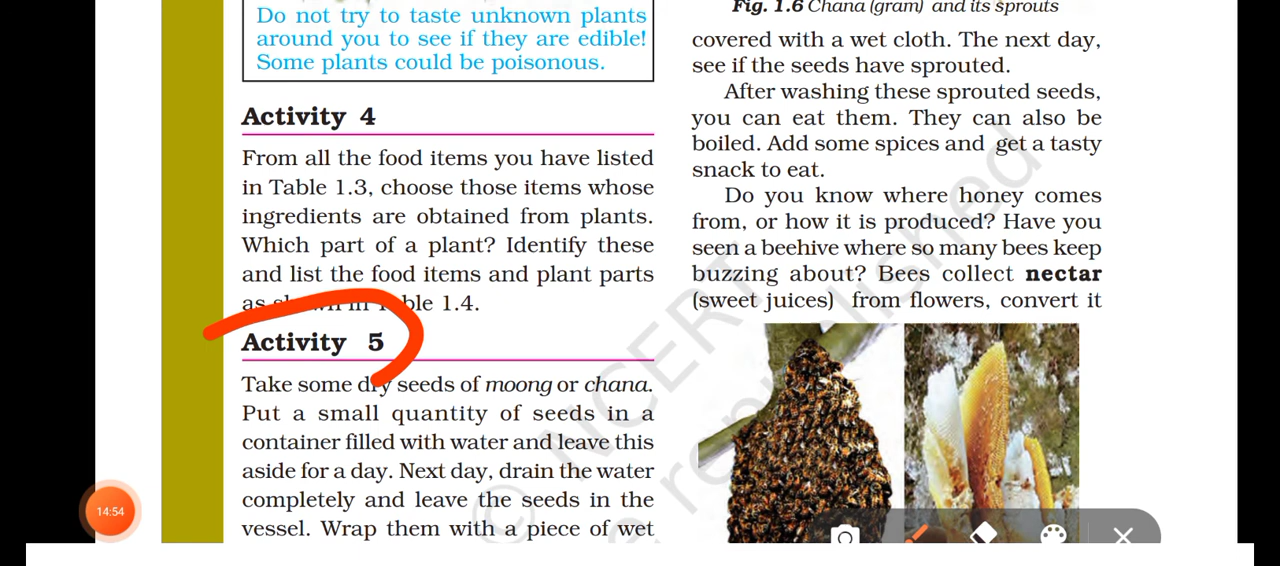 Do not try to taste unknown plants
around you to see if they are edible!
Some plants could be poisonous.
Activity 4
From all the food items you have listed
in Table 1.3, choose those items whose
ingredients are obtained from plants.
Which part of a plant? Identify these
and list the food items and plant parts
as shown in Table 1.4.
Activity 5
Take some dry seeds of moong or chana.
Put a small quantity of seeds in a
container filled with water and leave this
aside for a day. Next day, drain the water
completely and leave the seeds in the
vessel. Wrap them with a piece of wet
Fig. 1.6 Chana (gram) and its sprouts
covered with a wet cloth. The next day,
see if the seeds have sprouted.
After washing these sprouted seeds,
you can eat them. They can also be
boiled. Add some spices and get a tasty
snack to eat.
Do you know where honey comes
from, or how it is produced? Have you
seen a beehive where so many bees keep
buzzing about? Bees collect nectar
(sweet juices) from flowers, convert it
© NCERT
republished
14:54